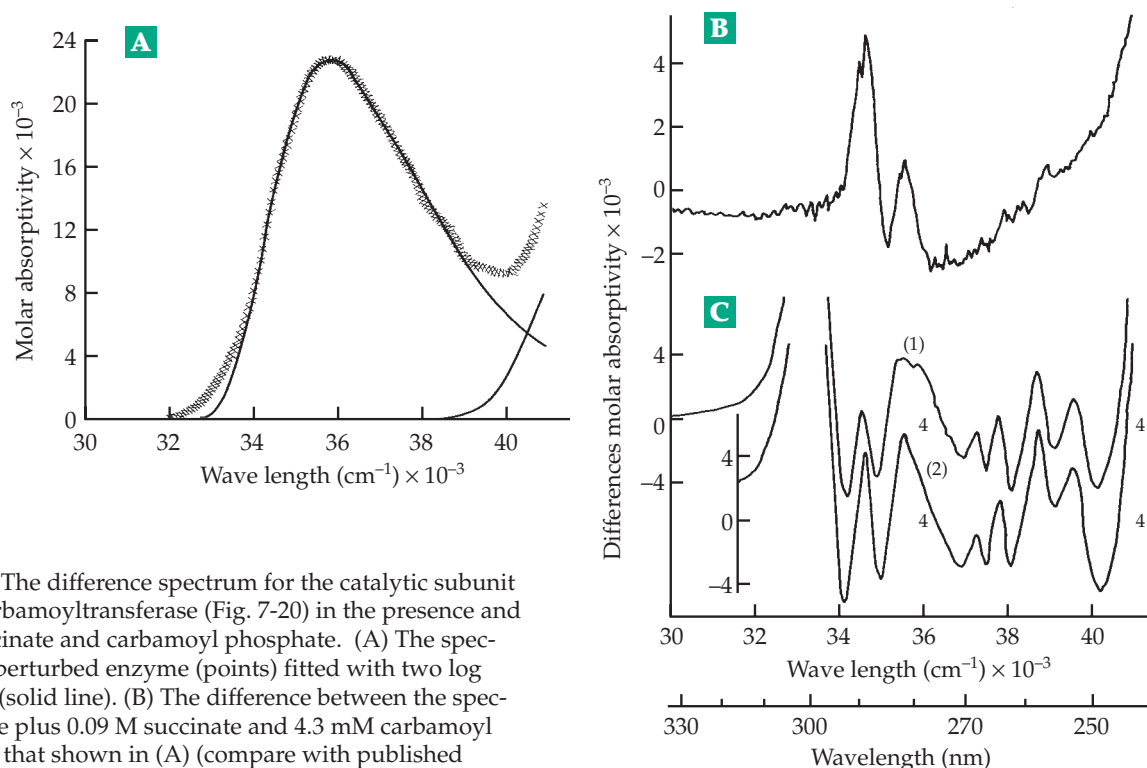 A
24
20
16
12
8
4
0
Molar absorptivity × 10⁻³
30 32 34 36 38 40
Wave length (cm⁻¹) × 10⁻³
B
4
2
0
−2
Differences molar absorptivity × 10⁻³
C
4
0
−4
4
0
−4
(1)
4
4
(2)
4
4
30 32 34 36 38 40
Wave length (cm⁻¹) × 10⁻³
330 300 270 250
Wavelength (nm)
The difference spectrum for the catalytic subunit
rbamoyltransferase (Fig. 7-20) in the presence and
cinate and carbamoyl phosphate. (A) The spec-
perturbed enzyme (points) fitted with two log
(solid line). (B) The difference between the spec-
e plus 0.09 M succinate and 4.3 mM carbamoyl
that shown in (A) (compare with published